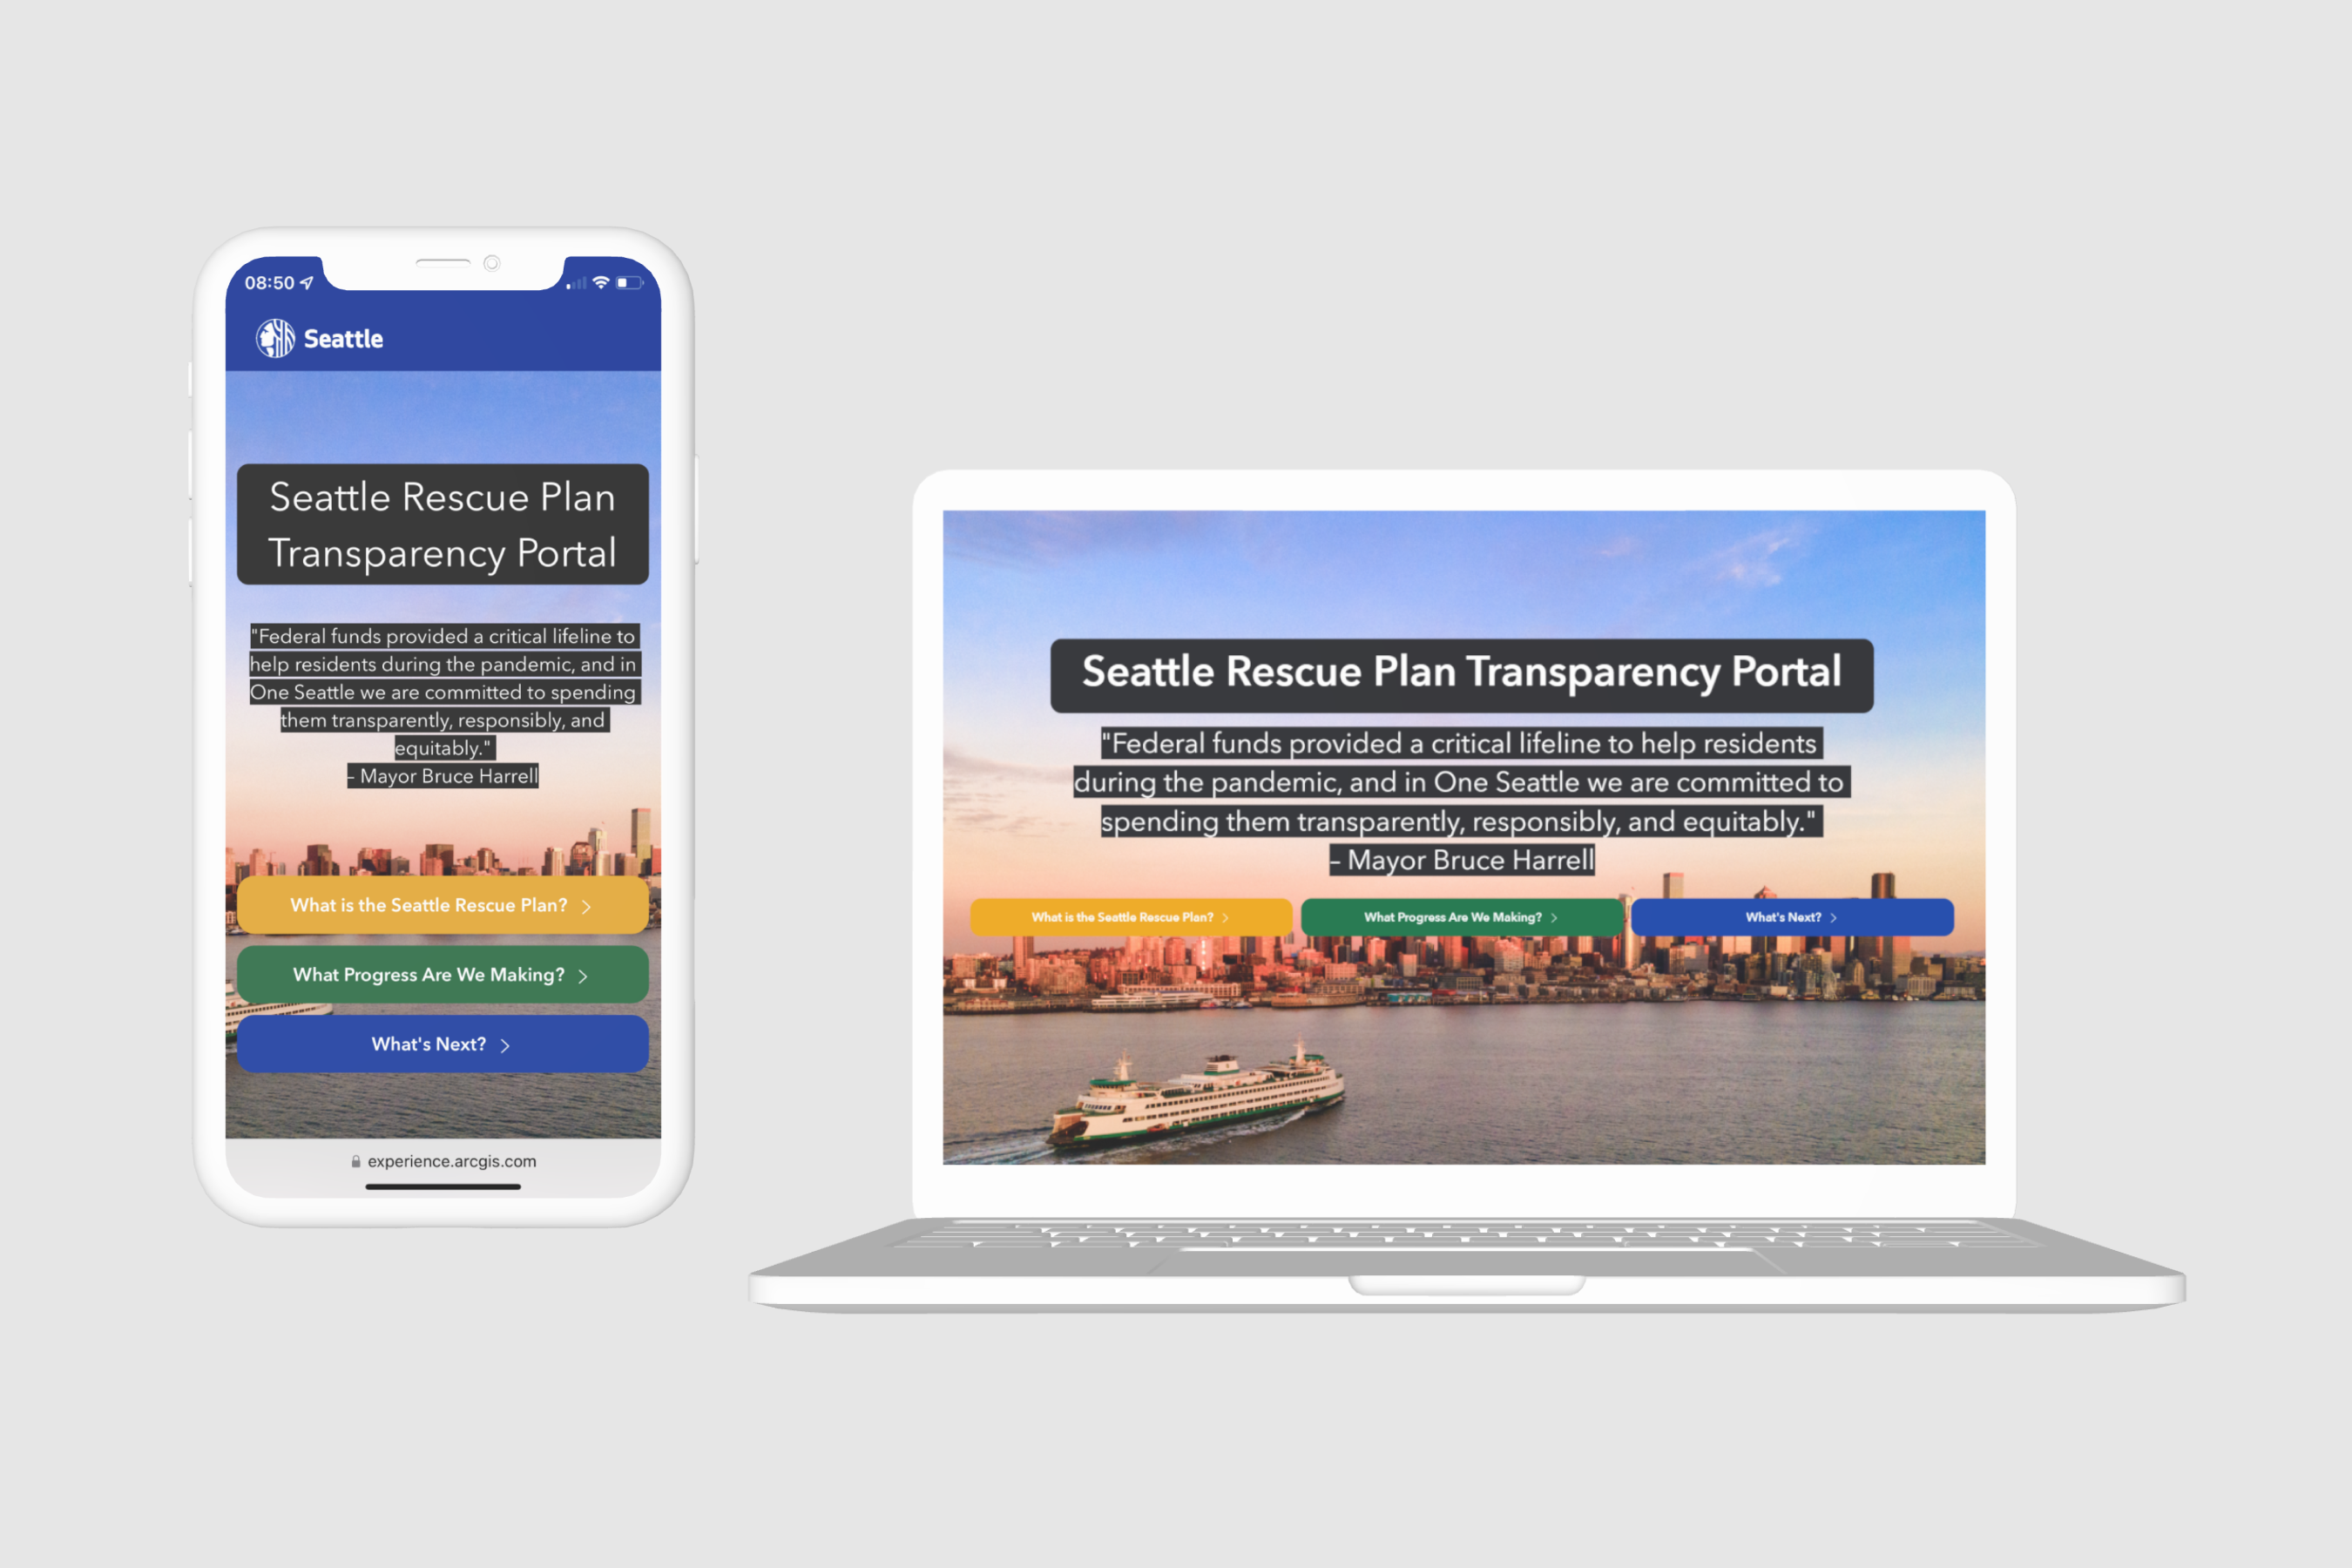 08:50
Seattle
Seattle Rescue Plan
Transparency Portal
"Federal funds provided a critical lifeline to
help residents during the pandemic, and in
One Seattle we are committed to spending
them transparently, responsibly, and
equitably."
– Mayor Bruce Harrell
What is the Seattle Rescue Plan?
What Progress Are We Making?
What's Next?
experience.arcgis.com
Seattle Rescue Plan Transparency Portal
"Federal funds provided a critical lifeline to help residents
during the pandemic, and in One Seattle we are committed to
spending them transparently, responsibly, and equitably."
– Mayor Bruce Harrell
What is the Seattle Rescue Plan?
What Progress Are We Making?
What's Next?